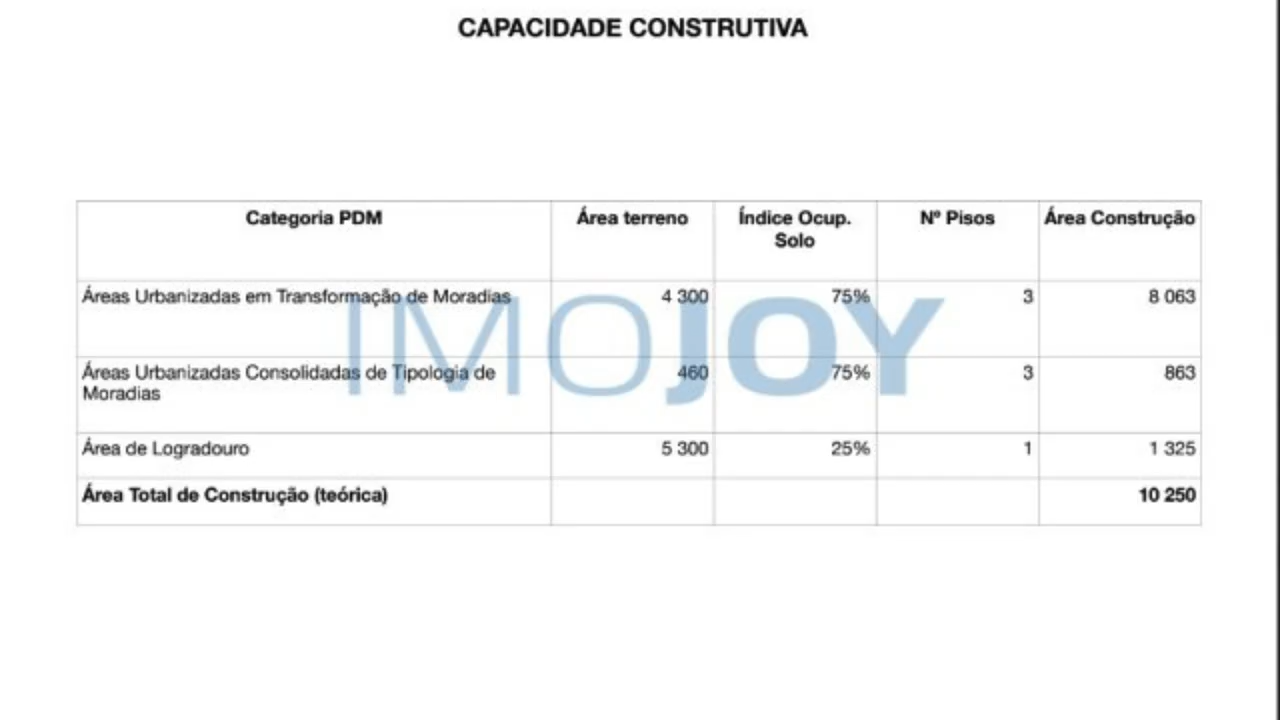 CAPACIDADE CONSTRUTIVA
Categoria PDM Área terreno Índice Ocup. Solo Nº Pisos Área Construção
Áreas Urbanizadas em Transformação de Moradias 4 300 75% 3 8 063
Áreas Urbanizadas Consolidadas de Tipologia de Moradias 460 75% 3 863
Área de Logradouro 5 300 25% 1 1 325
Área Total de Construção (teórica) 10 250
IMOJOY